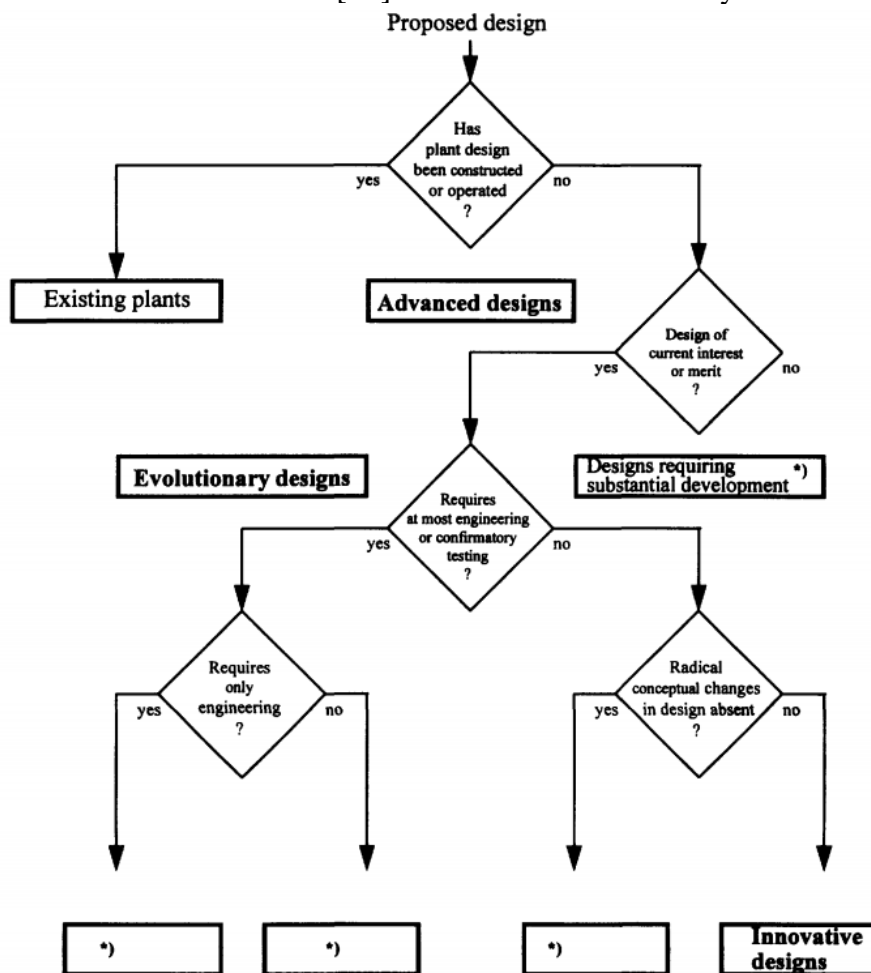 Proposed design
Has
plant design
been constructed
or operated
?
yes
no
Existing plants
Advanced designs
Design of
current interest
or merit
?
yes
no
Evolutionary designs
Designs requiring *)
substantial development
Requires
at most engineering
or confirmatory
testing
?
yes
no
Requires
only
engineering
?
yes
no
Radical
conceptual changes
in design absent
?
yes
no
*)
*)
*)
Innovative
designs